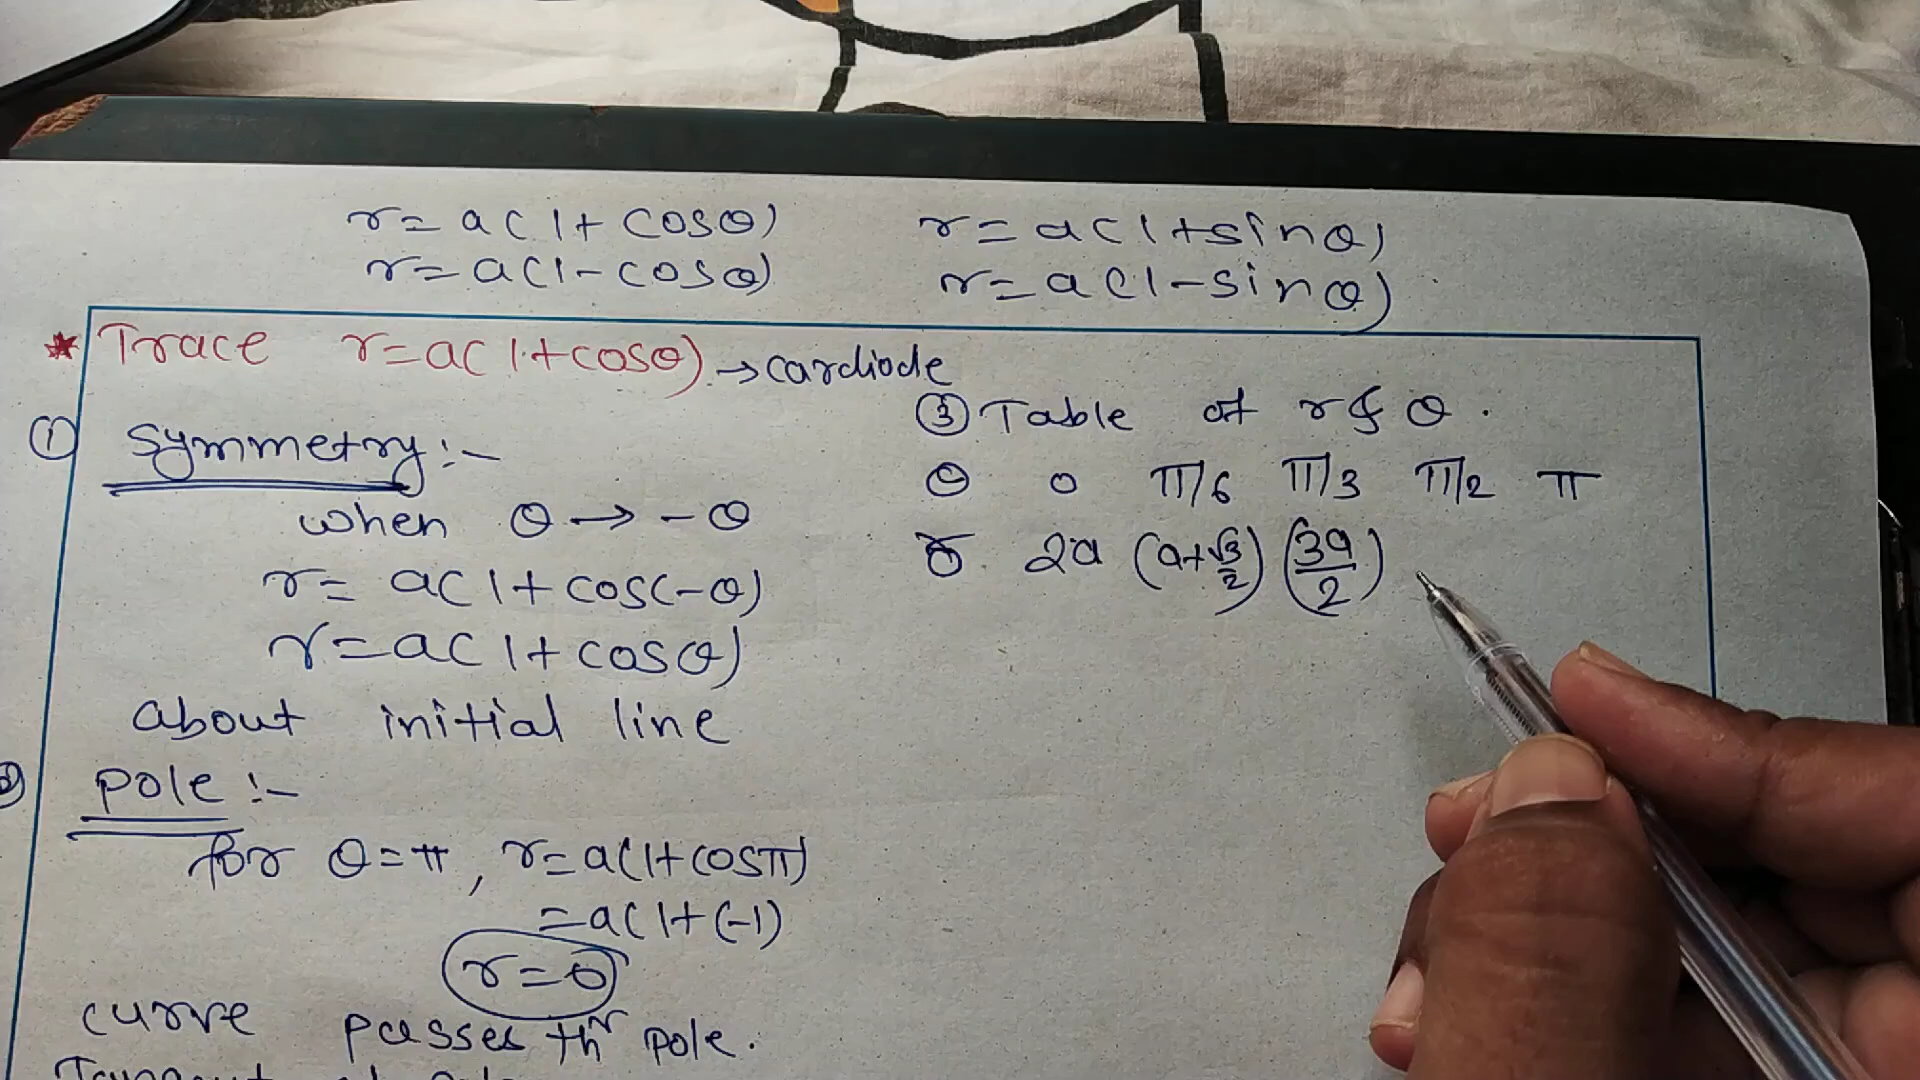 r = a(1+cosθ)
r = a(1-cosθ)
r = a(1+sinθ)
r = a(1-sinθ)
* Trace r=a(1+cosθ) → cardiode
① Symmetry :-
when θ → -θ
r = a(1+cos(-θ)
r = a(1+cosθ)
about initial line
② Pole :-
for θ=π, r=a(1+cosπ)
= a(1+(-1)
r=0
curve passes thr pole.
③ Table of r & θ.
θ 0 π/6 π/3 π/2 π
r 2a (a+√3/2) (3a/2)